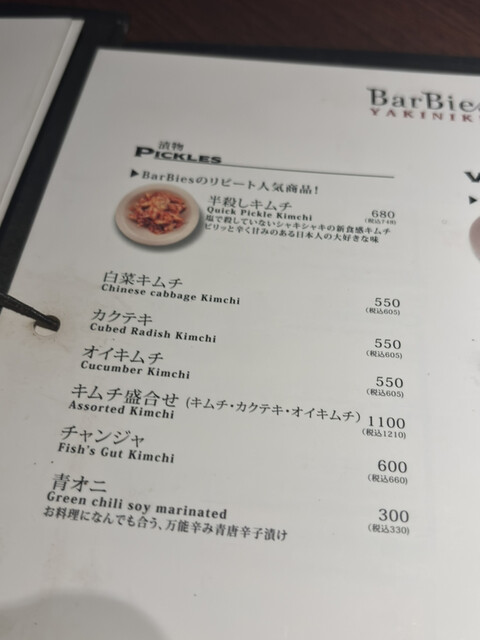 BarBies
YAKINIK
漬物
PICKLES
▶BarBiesのリピート人気商品!
半殺しキムチ
Quick Pickle Kimchi
680
(税込748)
塩で殺していないシャキシャキの新食感キムチ
ピリッと辛く甘みのある日本人の大好きな味
白菜キムチ
Chinese cabbage Kimchi
550
(税込605)
カクテキ
Cubed Radish Kimchi
550
(税込605)
オイキムチ
Cucumber Kimchi
550
(税込605)
キムチ盛合せ (キムチ・カクテキ・オイキムチ)
Assorted Kimchi
1100
(税込1210)
チャンジャ
Fish's Gut Kimchi
600
(税込660)
青オニ
Green chili soy marinated
お料理になんでも合う、万能辛み青唐辛子漬け
300
(税込330)